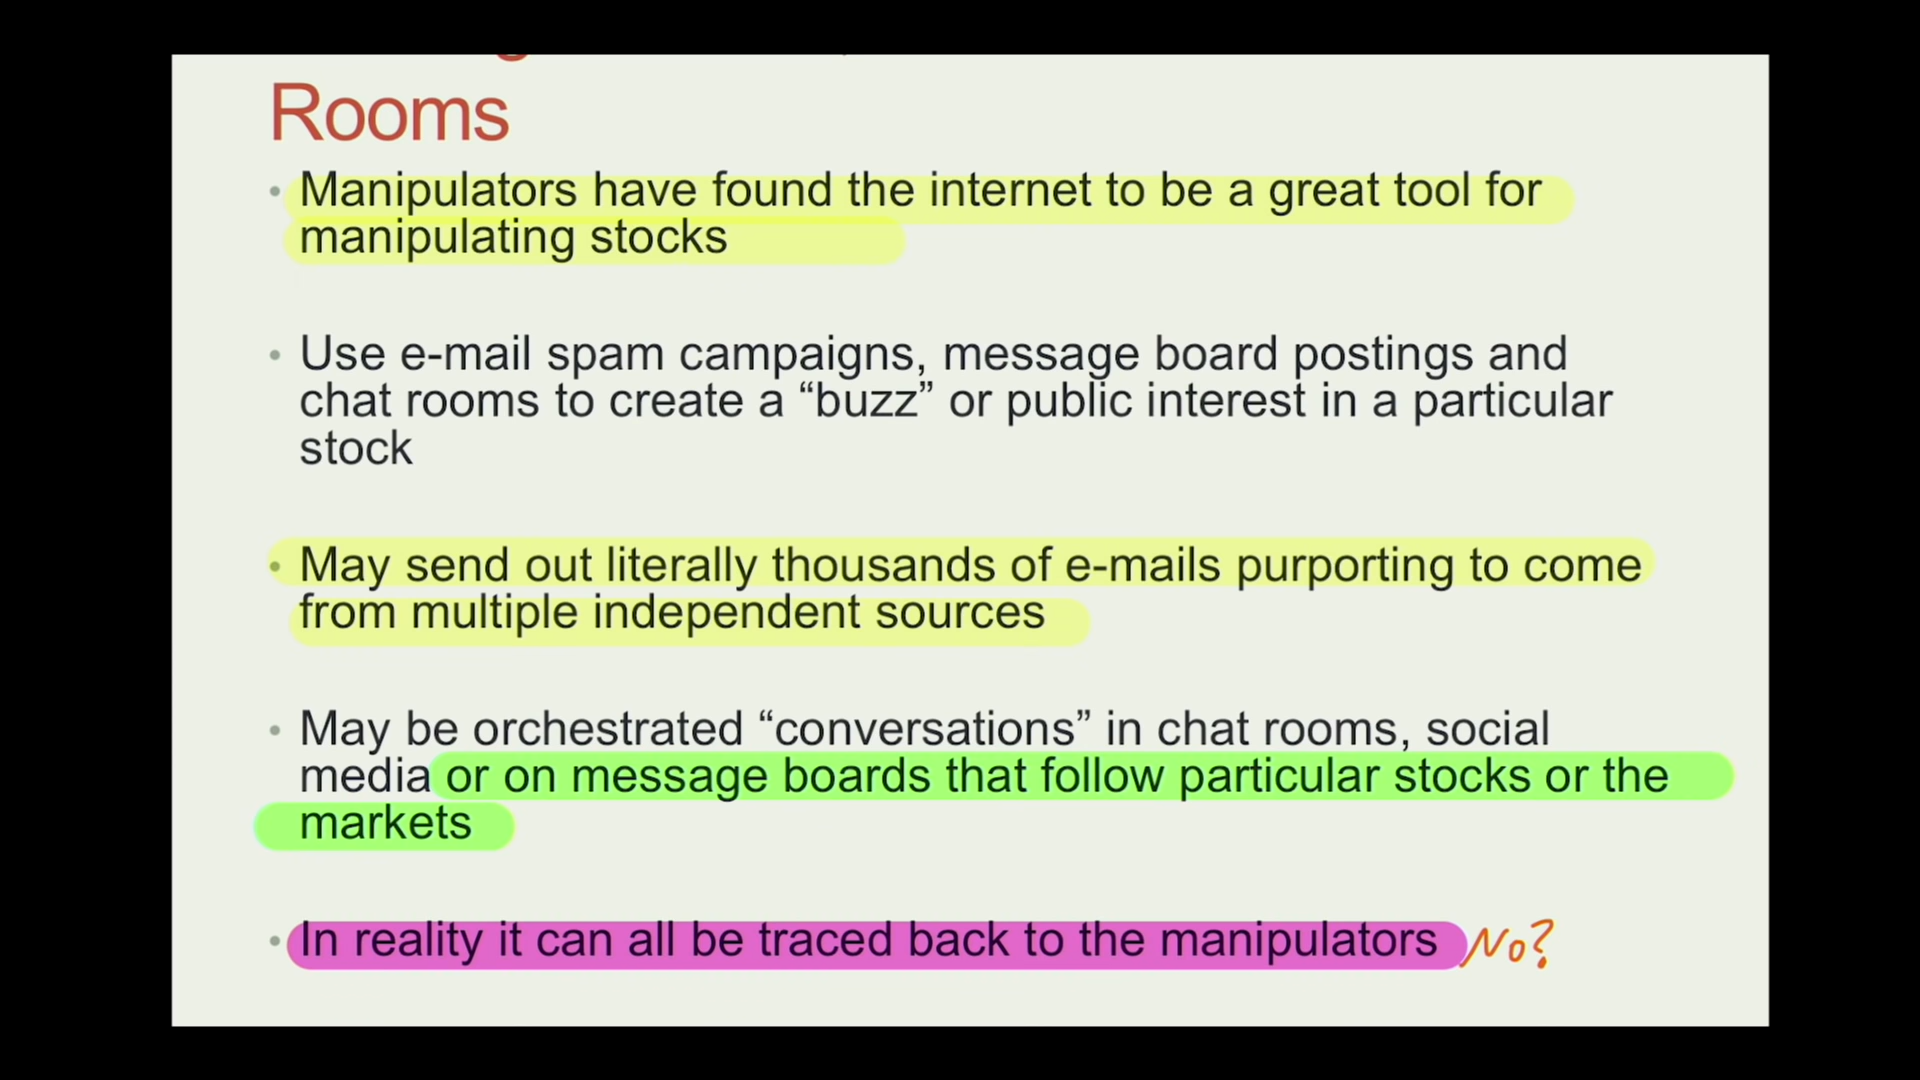 Rooms
• Manipulators have found the internet to be a great tool for
manipulating stocks
• Use e-mail spam campaigns, message board postings and
chat rooms to create a “buzz” or public interest in a particular
stock
• May send out literally thousands of e-mails purporting to come
from multiple independent sources
• May be orchestrated “conversations” in chat rooms, social
media or on message boards that follow particular stocks or the
markets
• In reality it can all be traced back to the manipulators No?